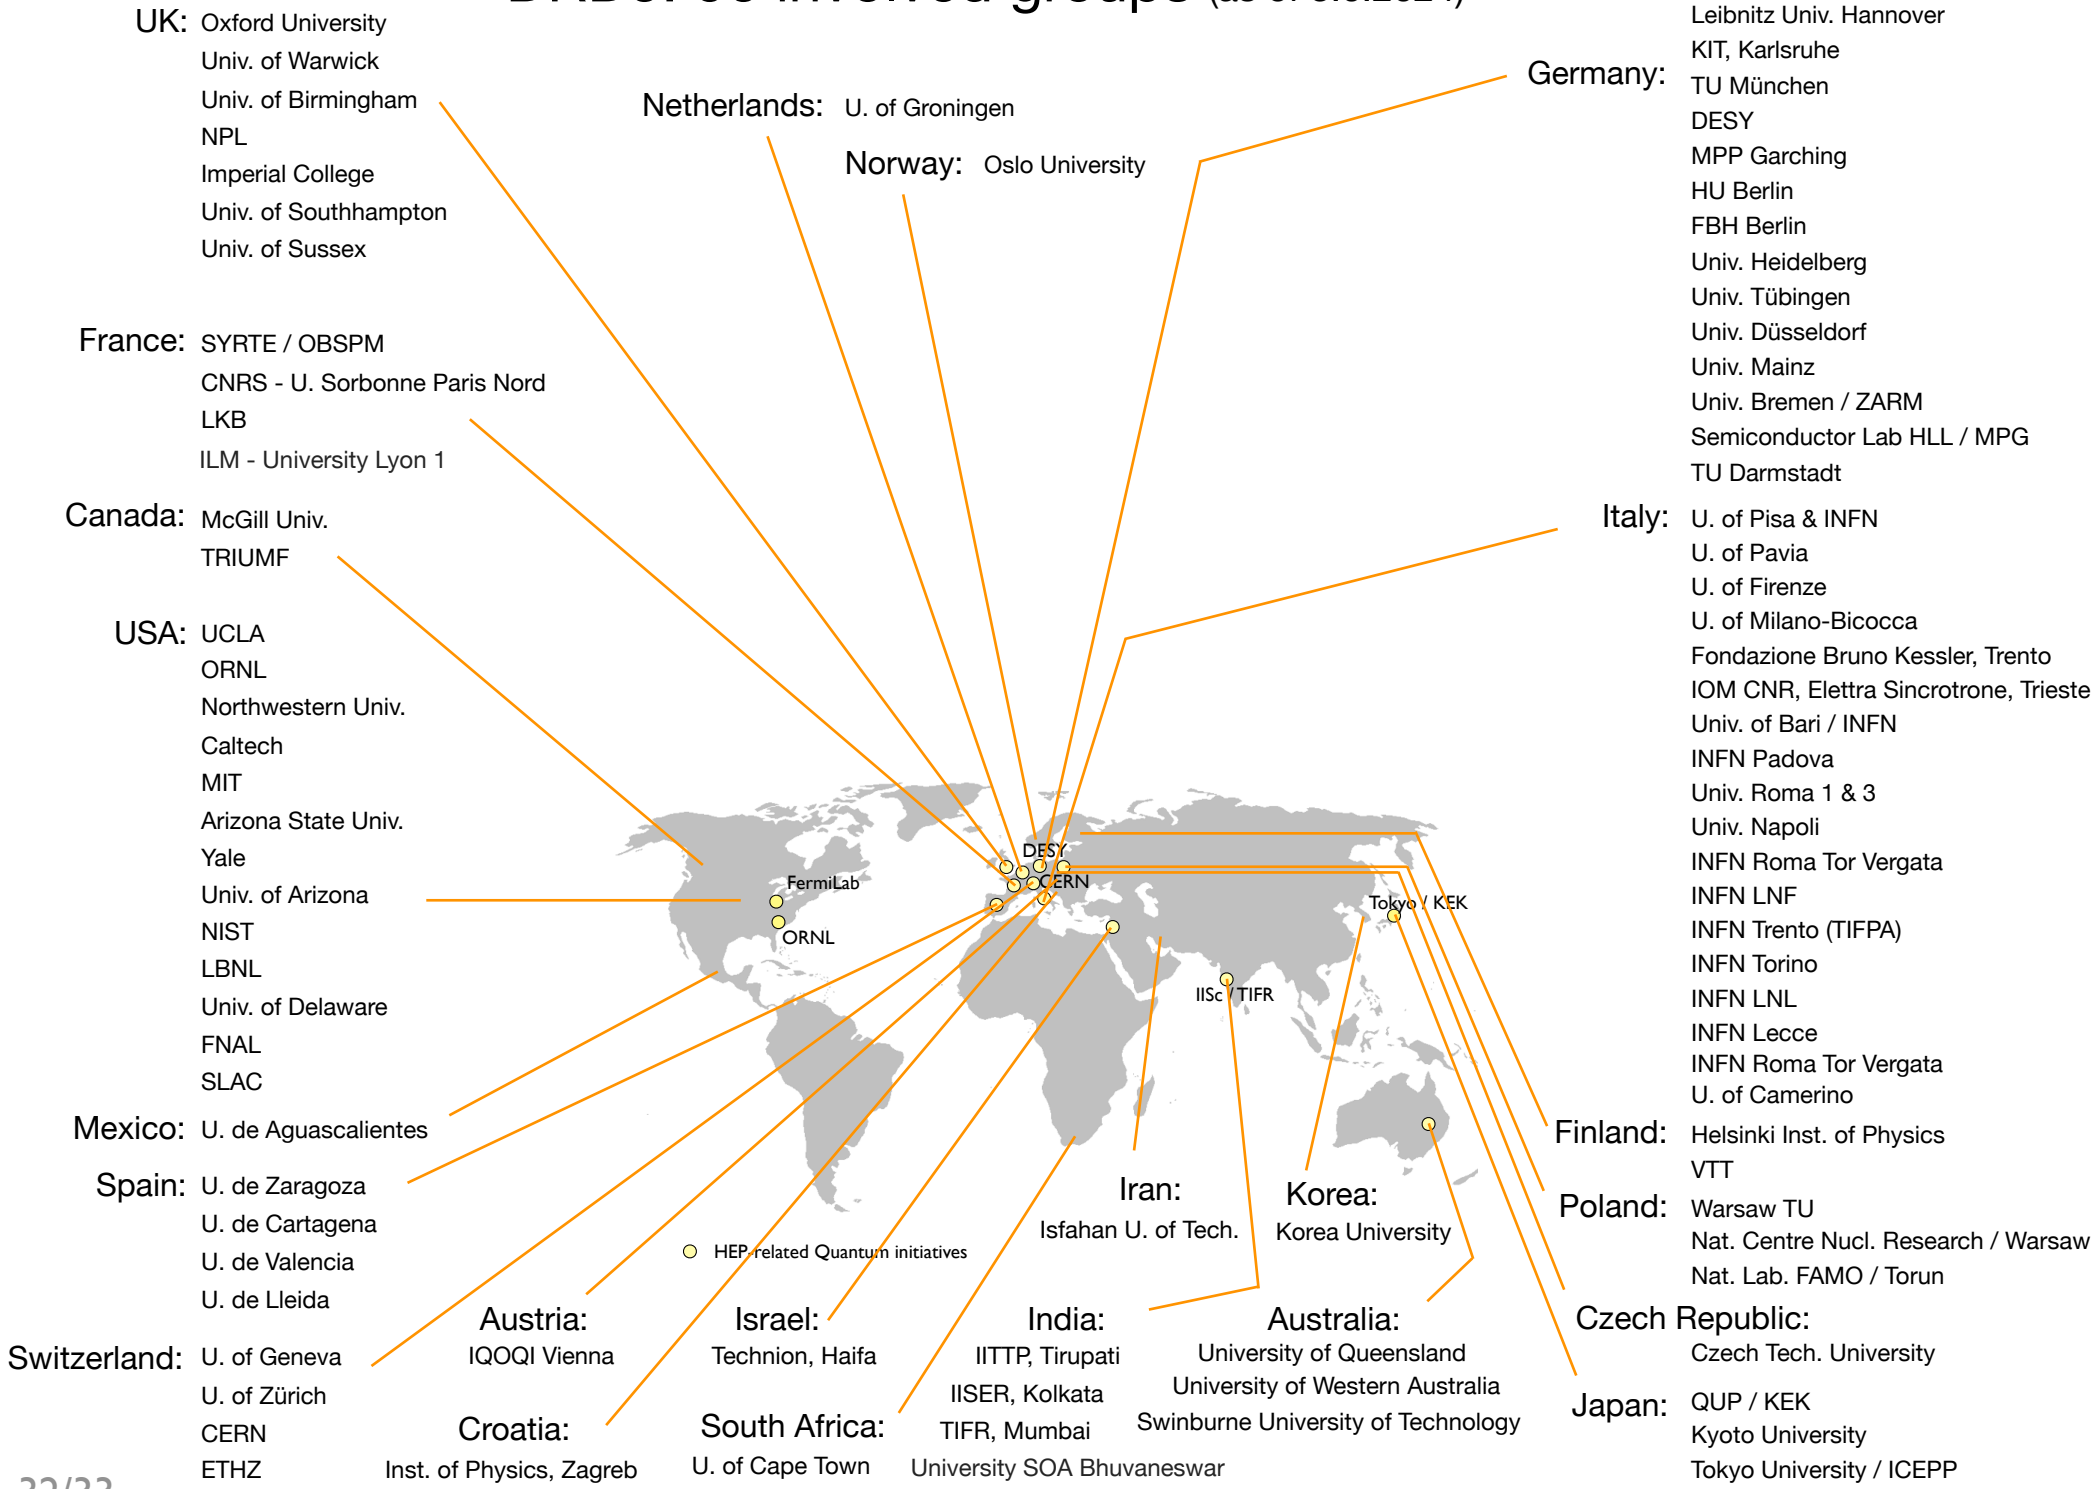 (as of
UK: Oxford University
Univ. of Warwick
Univ. of Birmingham
NPL
Imperial College
Univ. of Southhampton
Univ. of Sussex
Netherlands: U. of Groningen
Norway: Oslo University
Germany:
Leibnitz Univ. Hannover
KIT, Karlsruhe
TU München
DESY
MPP Garching
HU Berlin
FBH Berlin
Univ. Heidelberg
Univ. Tübingen
Univ. Düsseldorf
Univ. Mainz
Univ. Bremen / ZARM
Semiconductor Lab HLL / MPG
TU Darmstadt
France: SYRTE / OBSPM
CNRS - U. Sorbonne Paris Nord
LKB
ILM - University Lyon 1
Canada: McGill Univ.
TRIUMF
USA: UCLA
ORNL
Northwestern Univ.
Caltech
MIT
Arizona State Univ.
Yale
Univ. of Arizona
NIST
LBNL
Univ. of Delaware
FNAL
SLAC
Italy: U. of Pisa & INFN
U. of Pavia
U. of Firenze
U. of Milano-Bicocca
Fondazione Bruno Kessler, Trento
IOM CNR, Elettra Sincrotrone, Trieste
Univ. of Bari / INFN
INFN Padova
Univ. Roma 1 & 3
Univ. Napoli
INFN Roma Tor Vergata
INFN LNF
INFN Trento (TIFPA)
INFN Torino
INFN LNL
INFN Lecce
INFN Roma Tor Vergata
U. of Camerino
DESY
CERN
FermiLab
ORNL
Tokyo / KEK
IISc / TIFR
HEP-related Quantum initiatives
Mexico: U. de Aguascalientes
Spain: U. de Zaragoza
U. de Cartagena
U. de Valencia
U. de Lleida
Switzerland: U. of Geneva
U. of Zürich
CERN
ETHZ
Austria:
IQOQI Vienna
Croatia:
Inst. of Physics, Zagreb
Israel:
Technion, Haifa
South Africa:
U. of Cape Town
Iran:
Isfahan U. of Tech.
Korea:
Korea University
India:
IITTP, Tirupati
IISER, Kolkata
TIFR, Mumbai
University SOA Bhuvaneswar
Australia:
University of Queensland
University of Western Australia
Swinburne University of Technology
Finland: Helsinki Inst. of Physics
VTT
Poland: Warsaw TU
Nat. Centre Nucl. Research / Warsaw
Nat. Lab. FAMO / Torun
Czech Republic:
Czech Tech. University
Japan: QUP / KEK
Kyoto University
Tokyo University / ICEPP